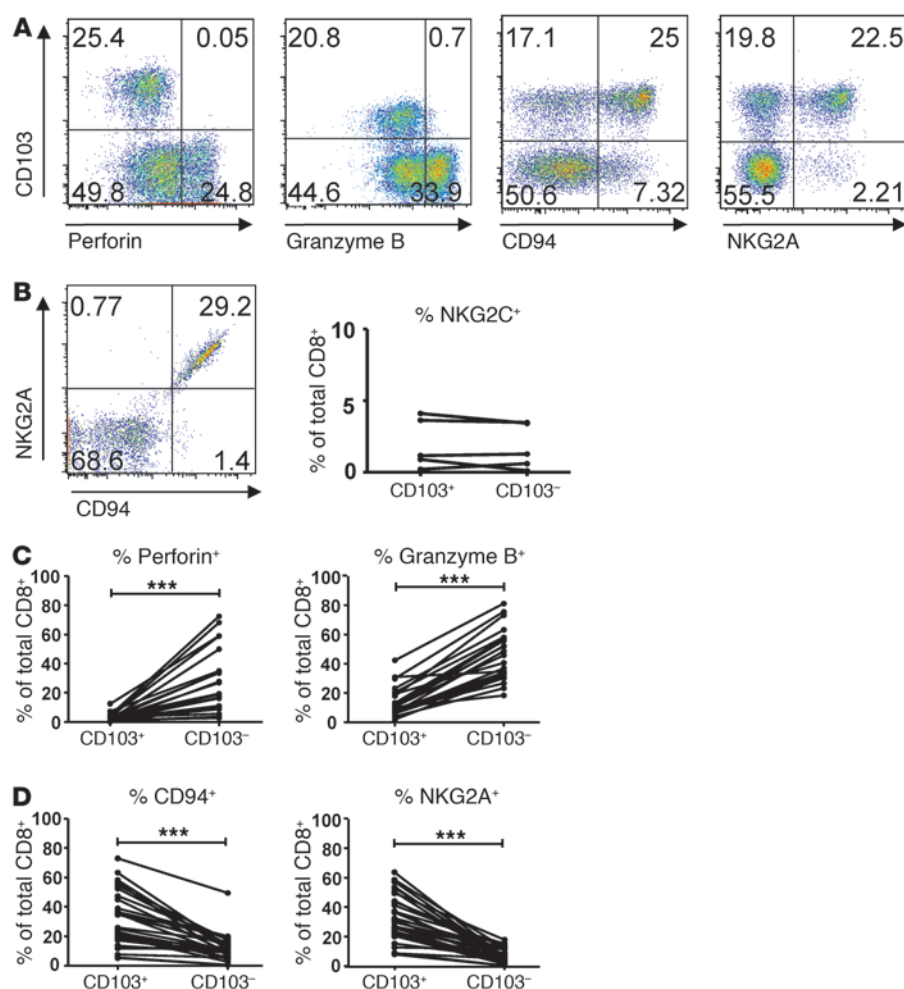 A
25.4 0.05
49.8 24.8
CD103
Perforin
20.8 0.7
44.6 33.9
Granzyme B
17.1 25
50.6 7.32
CD94
19.8 22.5
55.5 2.21
NKG2A
B
0.77 29.2
68.6 1.4
NKG2A
CD94
% NKG2C⁺
% of total CD8⁺
10
5
0
CD103⁺ CD103⁻
C
% Perforin⁺
% of total CD8⁺
100
80
60
40
20
0
***
CD103⁺ CD103⁻
% Granzyme B⁺
% of total CD8⁺
100
80
60
40
20
0
***
CD103⁺ CD103⁻
D
% CD94⁺
% of total CD8⁺
100
80
60
40
20
0
***
CD103⁺ CD103⁻
% NKG2A⁺
% of total CD8⁺
100
80
60
40
20
0
***
CD103⁺ CD103⁻